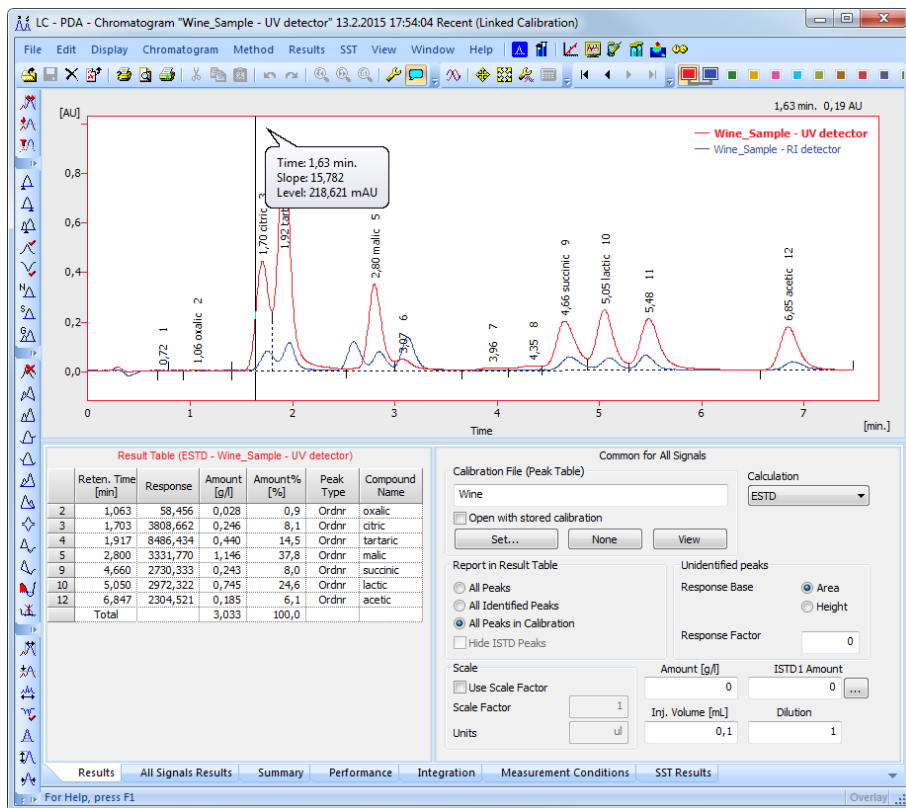 LC - PDA - Chromatogram "Wine_Sample - UV detector" 13.2.2015 17:54:04 Recent (Linked Calibration)
File Edit Display Chromatogram Method Results SST View Window Help
1,63 min. 0,19 AU
[AU]
Wine_Sample - UV detector
Wine_Sample - RI detector
Time: 1,63 min.
Slope: 15,782
Level: 218,621 mAU
0,8
0,6
0,4
0,2
0,0
0,72 1
1,06 oxalic 2
1,70 citric 3
1,92 tart
2,80 malic 5
3,07 6
3,96 7
4,35 8
4,66 succinic 9
5,05 lactic 10
5,48 11
6,85 acetic 12
0 1 2 3 4 5 6 7
Time
[min.]
Result Table (ESTD - Wine_Sample - UV detector)
Reten. Time [min] Response Amount [g/l] Amount% [%] Peak Type Compound Name
2 1,063 58,456 0,028 0,9 Ordnr oxalic
3 1,703 3808,662 0,246 8,1 Ordnr citric
4 1,917 8486,434 0,440 14,5 Ordnr tartaric
5 2,800 3331,770 1,146 37,8 Ordnr malic
9 4,660 2730,333 0,243 8,0 Ordnr succinic
10 5,050 2972,322 0,745 24,6 Ordnr lactic
12 6,847 2304,521 0,185 6,1 Ordnr acetic
Total 3,033 100,0
Common for All Signals
Calibration File (Peak Table)
Wine
Calculation
ESTD
Open with stored calibration
Set... None View
Report in Result Table
All Peaks
All Identified Peaks
All Peaks in Calibration
Hide ISTD Peaks
Unidentified peaks
Response Base
Area
Height
Response Factor 0
Scale
Use Scale Factor
Scale Factor 1
Units ul
Amount [g/l] ISTD1 Amount
0 0 ...
Inj. Volume [mL] Dilution
0,1 1
Results All Signals Results Summary Performance Integration Measurement Conditions SST Results
For Help, press F1
Overlay